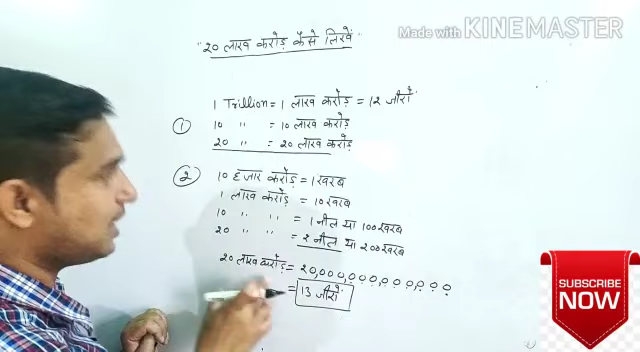 Made with KINEMASTER
"20 लाख करोड़ कैसे लिखें
1 Trillion = 1 लाख करोड़ = 12 जीरो
① 10 " = 10 लाख करोड़
20 " = 20 लाख करोड़
② 10 हजार करोड़ = 1 खरब
1 लाख करोड़ = 10 खरब
10 " " = 1 नील या 100 खरब
20 " " = 2 नील या 200 खरब
20 लाख करोड़ = 20,000,000,000,000
= 13 जीरो
SUBSCRIBE
NOW